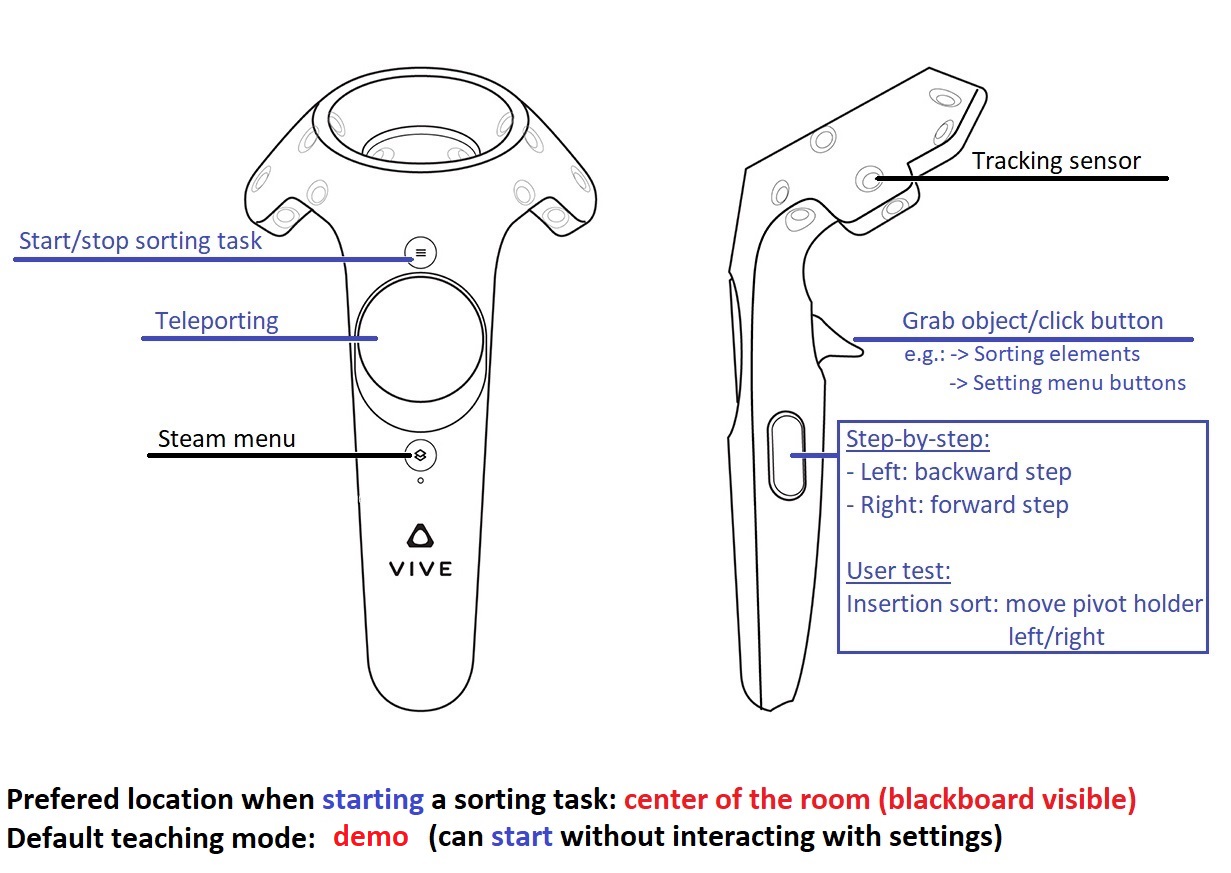 Tracking sensor
Start/stop sorting task
Teleporting
Grab object/click button
e.g.: -> Sorting elements
-> Setting menu buttons
Steam menu
Step-by-step:
- Left: backward step
- Right: forward step
User test:
Insertion sort: move pivot holder
left/right
VIVE
Prefered location when starting a sorting task: center of the room (blackboard visible)
Default teaching mode: demo (can start without interacting with settings)